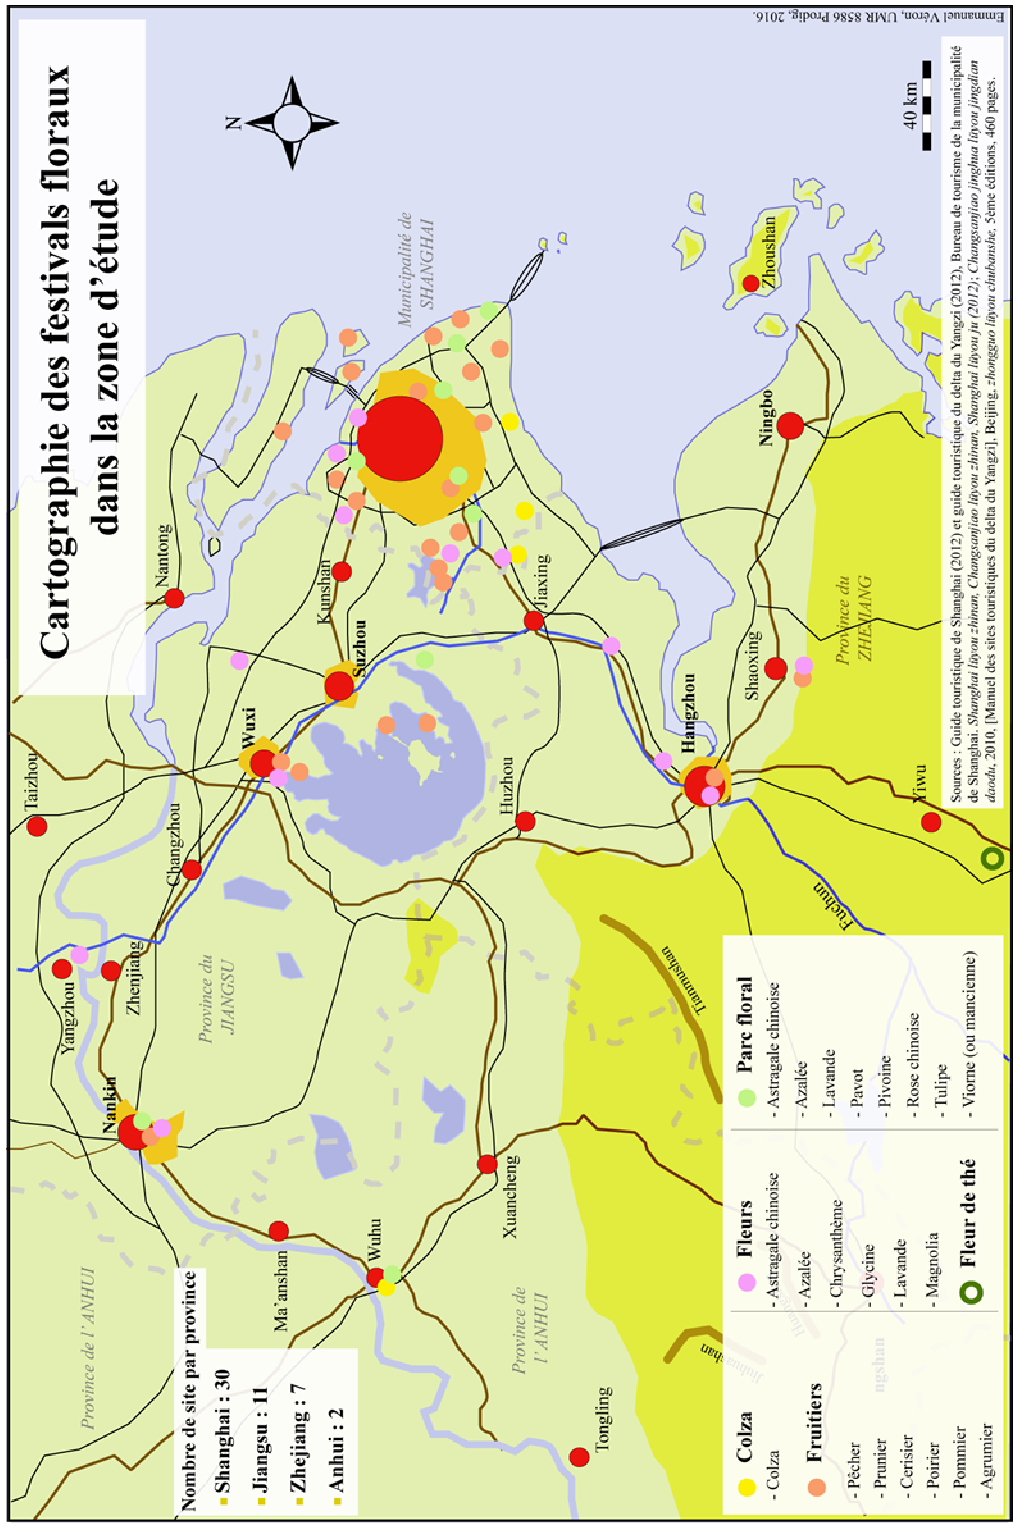 Cartographie des festivals floraux
dans la zone d'étude
N
40 km
Emmanuel Véron, UMR 8586 Prodig, 2016.
Nombre de site par province
Shanghai : 30
Jiangsu : 11
Zhejiang : 7
Anhui : 2
Province de l'ANHUI
Province du
JIANGSU
Municipalité de
SHANGHAI
Province de
l'ANHUI
Province du
ZHEJIANG
Taizhou
Nantong
Yangzhou
Zhenjiang
Changzhou
Wuxi
Kunshan
Suzhou
Nankin
Ma'anshan
Wuhu
Xuancheng
Tongling
Huzhou
Jiaxing
Hangzhou
Shaoxing
Ningbo
Zhoushan
Yiwu
Fuchun
Tianmushan
Colza
- Colza
Fruitiers
- Pêcher
- Prunier
- Cerisier
- Poirier
- Pommier
- Agrumier
Fleurs
- Astragale chinoise
- Azalée
- Chrysanthème
- Glycine
- Lavande
- Magnolia
Fleur de thé
Parc floral
- Astragale chinoise
- Azalée
- Lavande
- Pavot
- Pivoine
- Rose chinoise
- Tulipe
- Viorne (ou mancienne)
Sources : Guide touristique de Shanghai (2012) et guide touristique du delta du Yangzi (2012), Bureau de tourisme de la municipalité
de Shanghai. Shanghai lüyou zhinan, Changsanjiao lüyou zhinan, Shanghai lüyou ju (2012) ; Changsanjiao jinghua lüyou jingdian
daodu, 2010, [Manuel des sites touristiques du delta du Yangzi]. Beijing, zhongguo lüyou chubanshe, 5ème éditions, 460 pages.